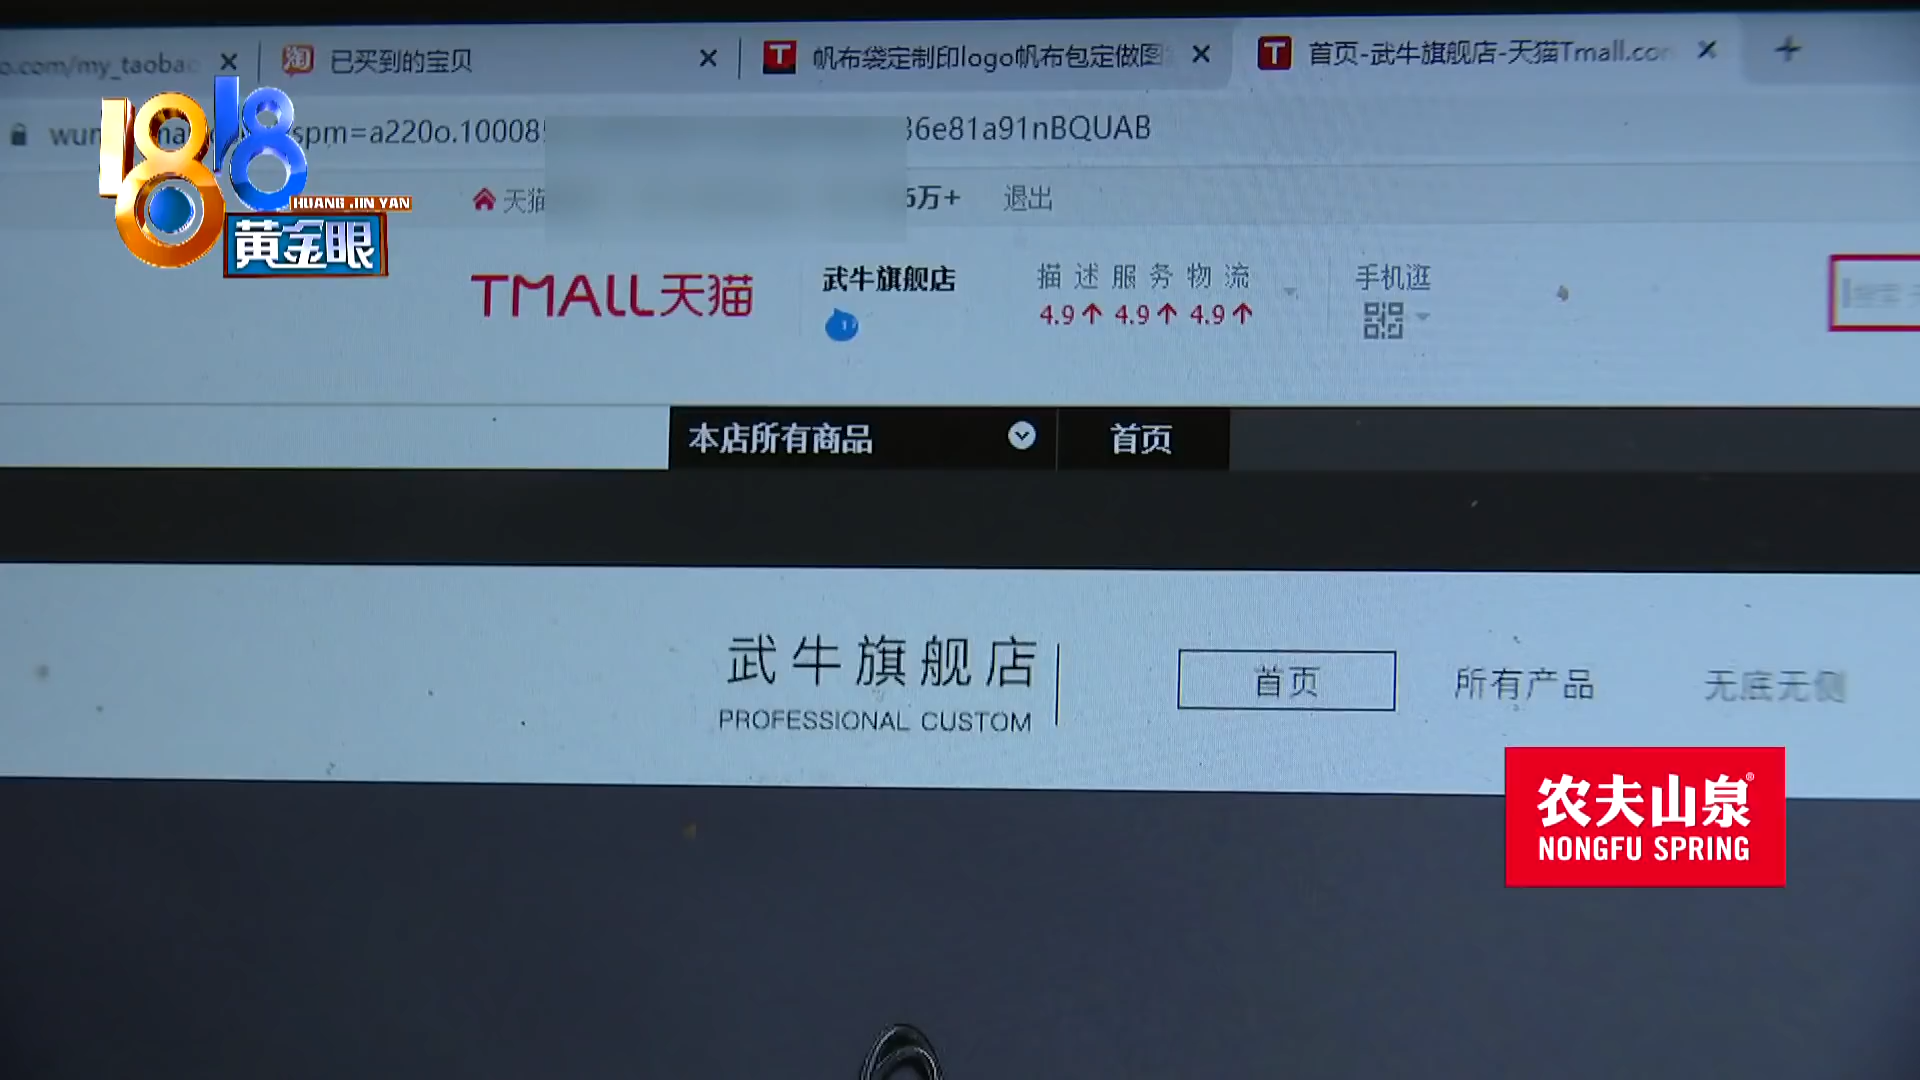 o.com/my_taobao
已买到的宝贝
帆布袋定制印logo帆布包定做图
首页-武牛旗舰店-天猫Tmall.com
spm=a220o.10008
36e81a91nBQUAB
1818
HUANG JIN YAN
黄金眼
天猫
万+
退出
TMALL天猫
武牛旗舰店
描述 服务 物流
4.9 4.9 4.9
手机逛
本店所有商品
首页
武牛旗舰店
PROFESSIONAL CUSTOM
首页
所有产品
无底无侧
农夫山泉®
NONGFU SPRING